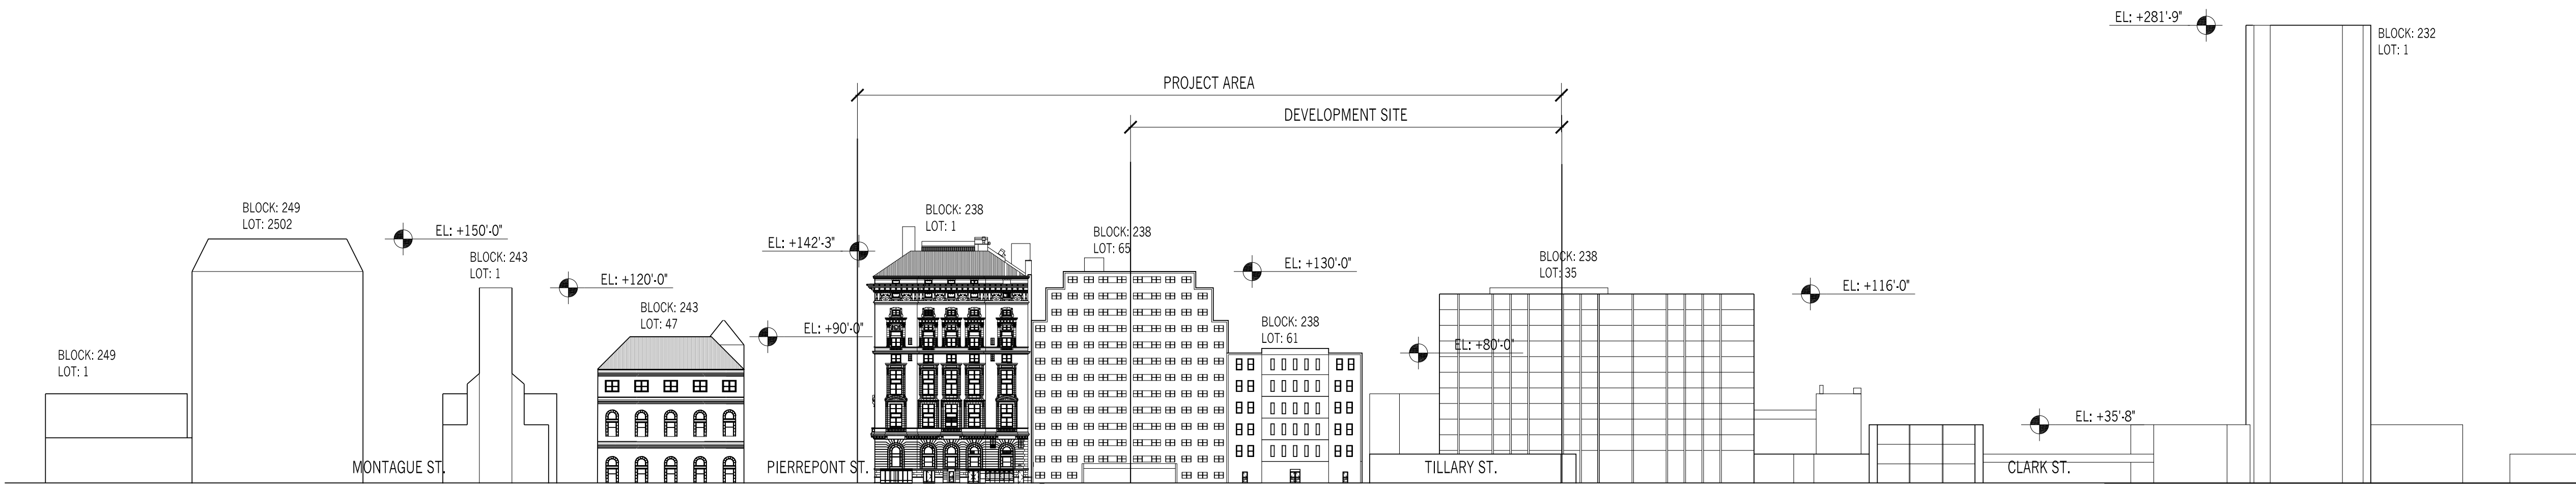 EL: +281'-9"
BLOCK: 232
LOT: 1
PROJECT AREA
DEVELOPMENT SITE
BLOCK: 249
LOT: 2502
EL: +150'-0"
BLOCK: 243
LOT: 1
EL: +120'-0"
BLOCK: 243
LOT: 47
EL: +142'-3"
BLOCK: 238
LOT: 1
BLOCK: 238
LOT: 65
EL: +130'-0"
BLOCK: 238
LOT: 35
EL: +116'-0"
EL: +90'-0"
BLOCK: 238
LOT: 61
EL: +80'-0"
BLOCK: 249
LOT: 1
EL: +35'-8"
MONTAGUE ST.
PIERREPONT ST.
TILLARY ST.
CLARK ST.